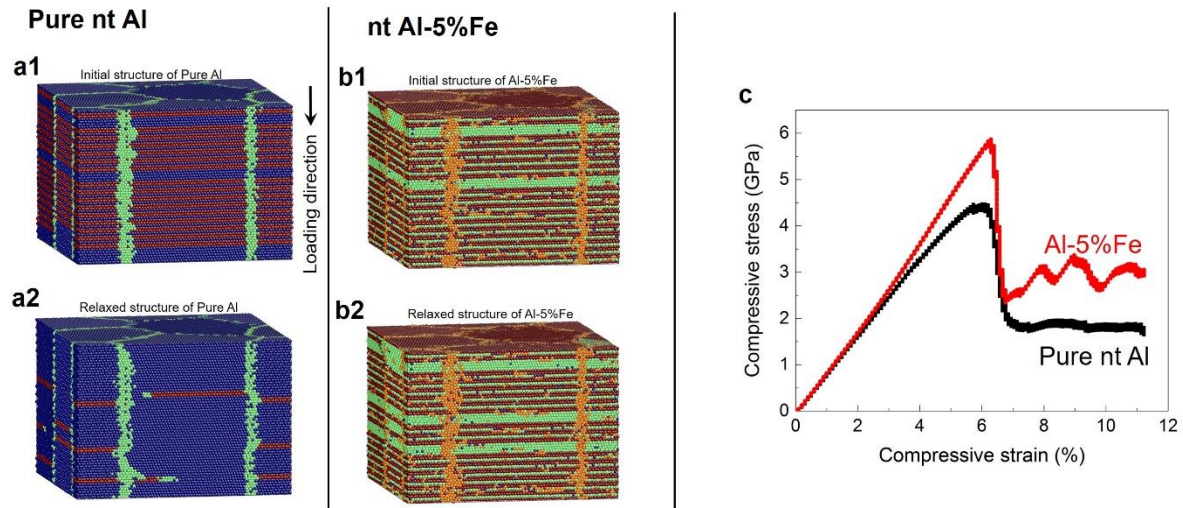 Pure nt Al
nt Al-5%Fe
a1
Initial structure of Pure Al
Loading direction
b1
Initial structure of Al-5%Fe
a2
Relaxed structure of Pure Al
b2
Relaxed structure of Al-5%Fe
c
Compressive stress (GPa)
6
5
4
3
2
1
0
Al-5%Fe
Pure nt Al
0 2 4 6 8 10 12
Compressive strain (%)